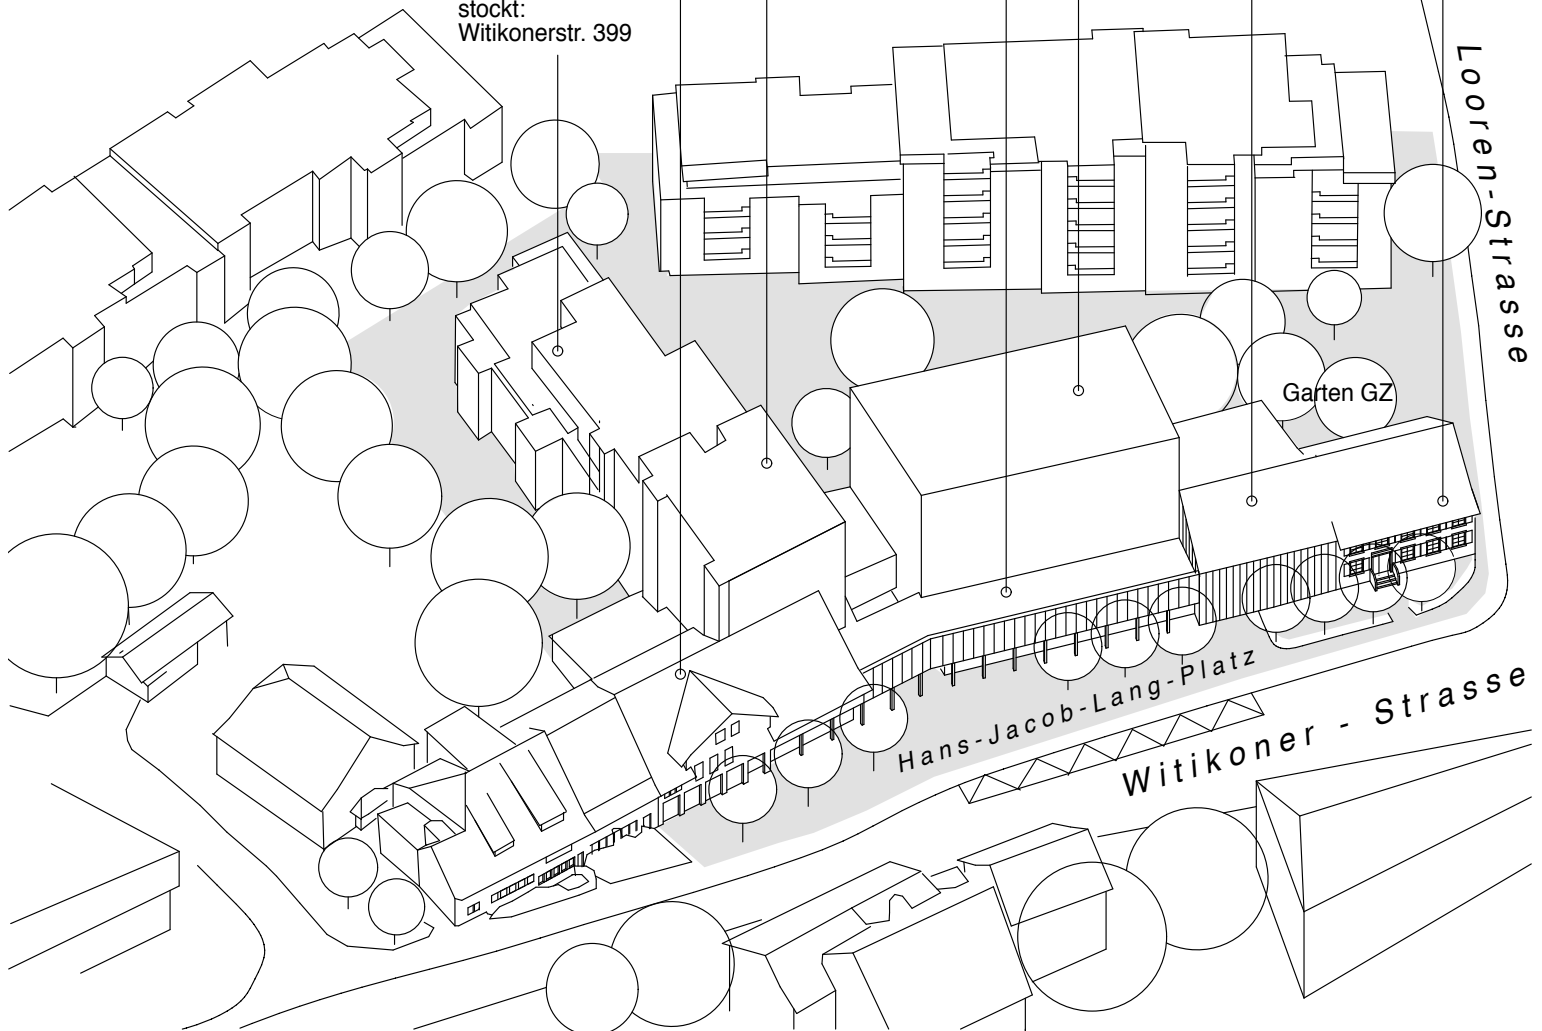 stockt:
Witikonerstr. 399
Looren-Strasse
Garten GZ
Hans-Jacob-Lang-Platz
Witikoner - Strasse